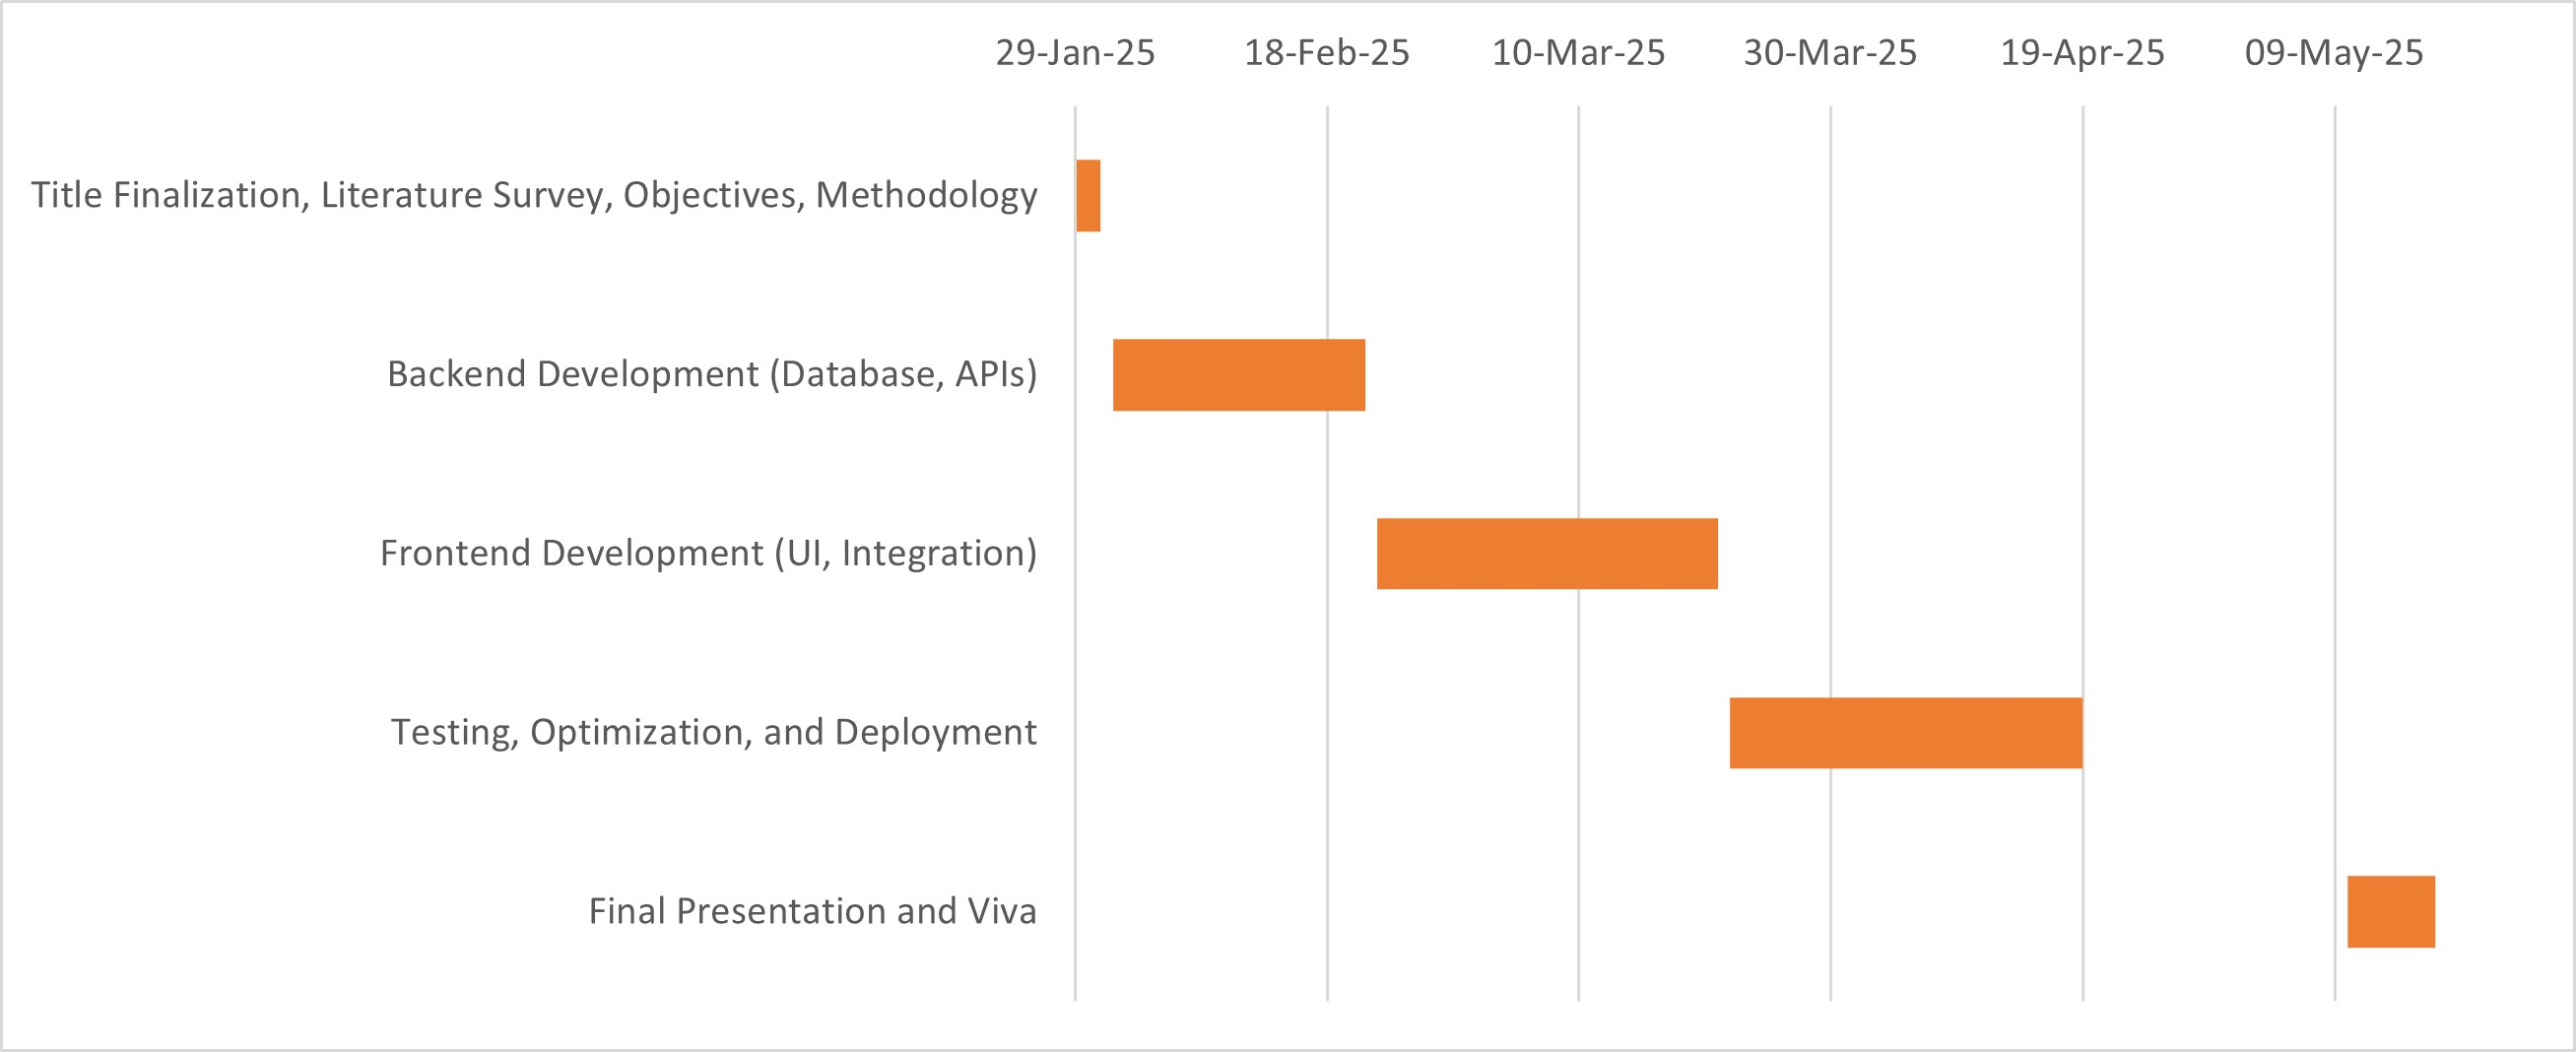 29-Jan-25 18-Feb-25 10-Mar-25 30-Mar-25 19-Apr-25 09-May-25
Title Finalization, Literature Survey, Objectives, Methodology
Backend Development (Database, APIs)
Frontend Development (UI, Integration)
Testing, Optimization, and Deployment
Final Presentation and Viva